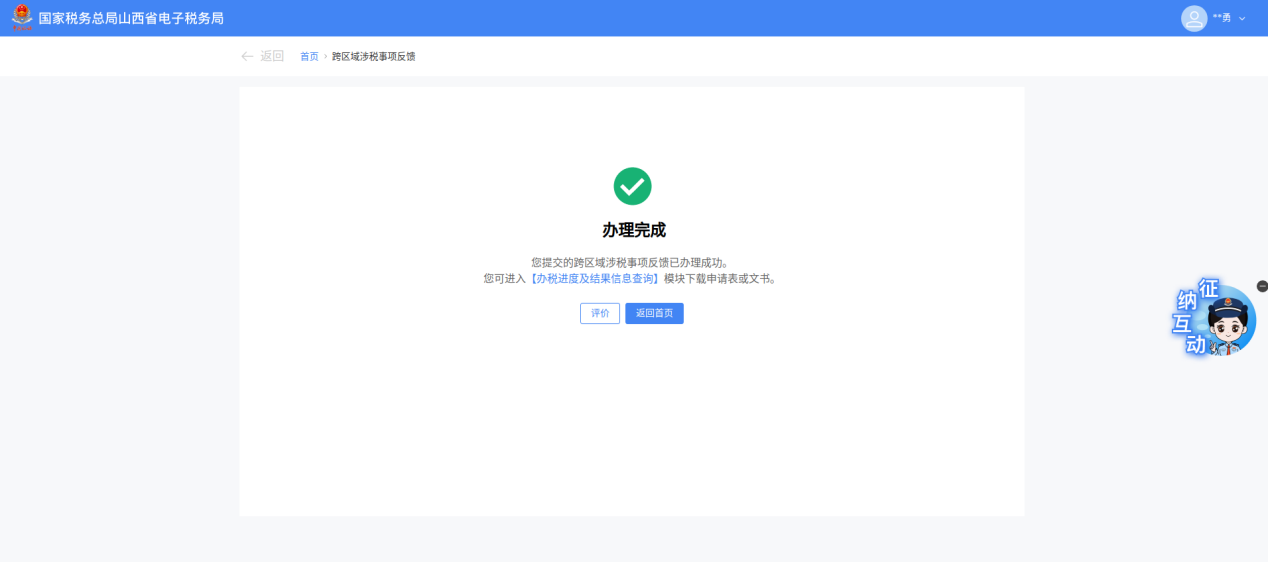 国家税务总局山西省电子税务局
**勇
返回
首页 › 跨区域涉税事项反馈
办理完成
您提交的跨区域涉税事项反馈已办理成功。
您可进入【办税进度及结果信息查询】模块下载申请表或文书。
评价
返回首页
征
纳
互
动